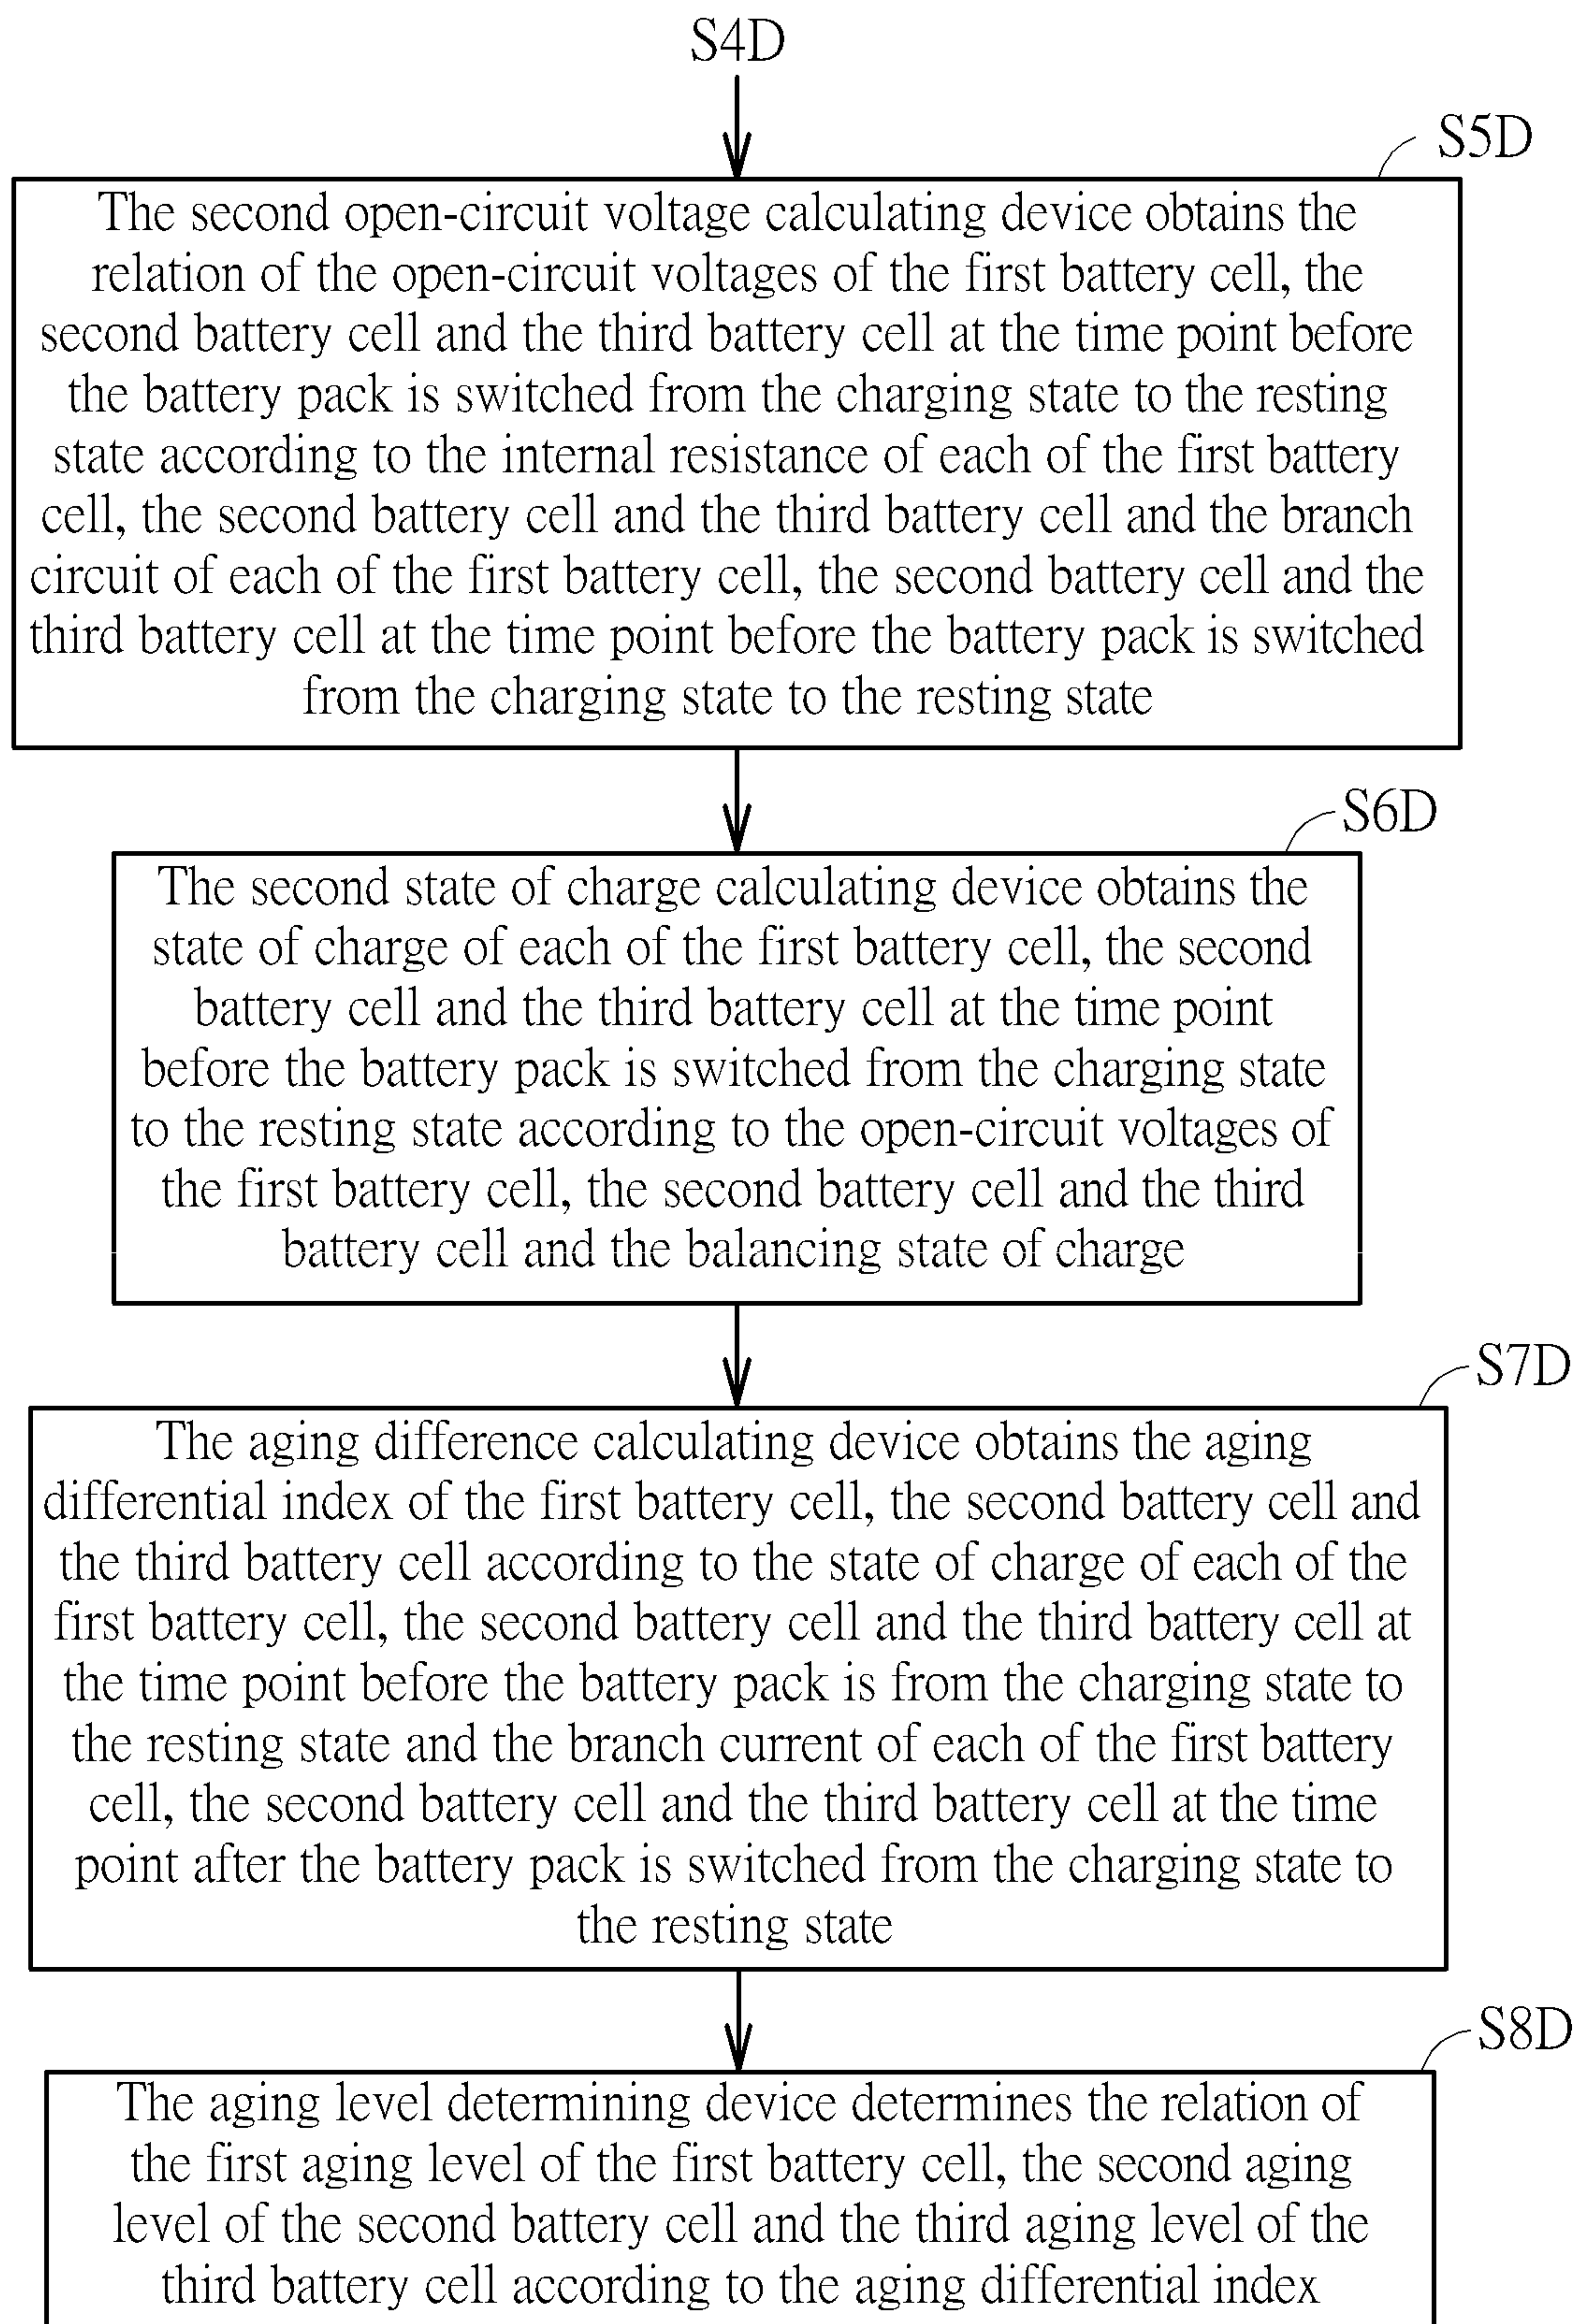 S4D
S5D
The second open-circuit voltage calculating device obtains the
relation of the open-circuit voltages of the first battery cell, the
second battery cell and the third battery cell at the time point before
the battery pack is switched from the charging state to the resting
state according to the internal resistance of each of the first battery
cell, the second battery cell and the third battery cell and the branch
circuit of each of the first battery cell, the second battery cell and the
third battery cell at the time point before the battery pack is switched
from the charging state to the resting state
S6D
The second state of charge calculating device obtains the
state of charge of each of the first battery cell, the second
battery cell and the third battery cell at the time point
before the battery pack is switched from the charging state
to the resting state according to the open-circuit voltages of
the first battery cell, the second battery cell and the third
battery cell and the balancing state of charge
S7D
The aging difference calculating device obtains the aging
differential index of the first battery cell, the second battery cell and
the third battery cell according to the state of charge of each of the
first battery cell, the second battery cell and the third battery cell at
the time point before the battery pack is from the charging state to
the resting state and the branch current of each of the first battery
cell, the second battery cell and the third battery cell at the time
point after the battery pack is switched from the charging state to
the resting state
S8D
The aging level determining device determines the relation of
the first aging level of the first battery cell, the second aging
level of the second battery cell and the third aging level of the
third battery cell according to the aging differential index